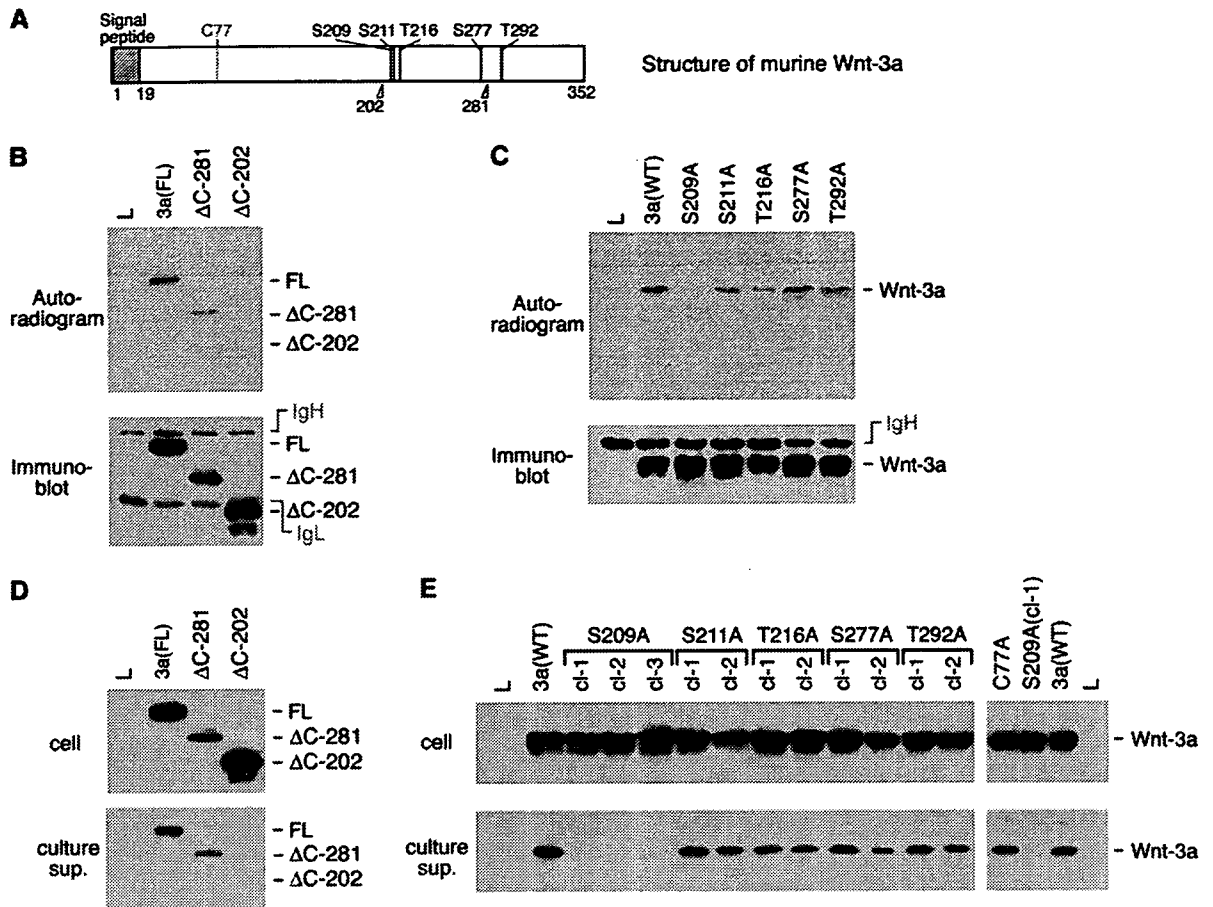 A
Signal
peptide
C77
S209
S211
T216
S277
T292
1
19
202
281
352
Structure of murine Wnt-3a
B
L
3a(FL)
ΔC-281
ΔC-202
Auto-
radiogram
FL
ΔC-281
ΔC-202
Immuno-
blot
IgH
FL
ΔC-281
ΔC-202
IgL
C
L
3a(WT)
S209A
S211A
T216A
S277A
T292A
Auto-
radiogram
Wnt-3a
Immuno-
blot
IgH
Wnt-3a
D
L
3a(FL)
ΔC-281
ΔC-202
cell
FL
ΔC-281
ΔC-202
culture
sup.
FL
ΔC-281
ΔC-202
E
S209A
S211A
T216A
S277A
T292A
L
3a(WT)
cl-1
cl-2
cl-3
cl-1
cl-2
cl-1
cl-2
cl-1
cl-2
cl-1
cl-2
C77A
S209A(cl-1)
3a(WT)
L
cell
Wnt-3a
culture
sup.
Wnt-3a